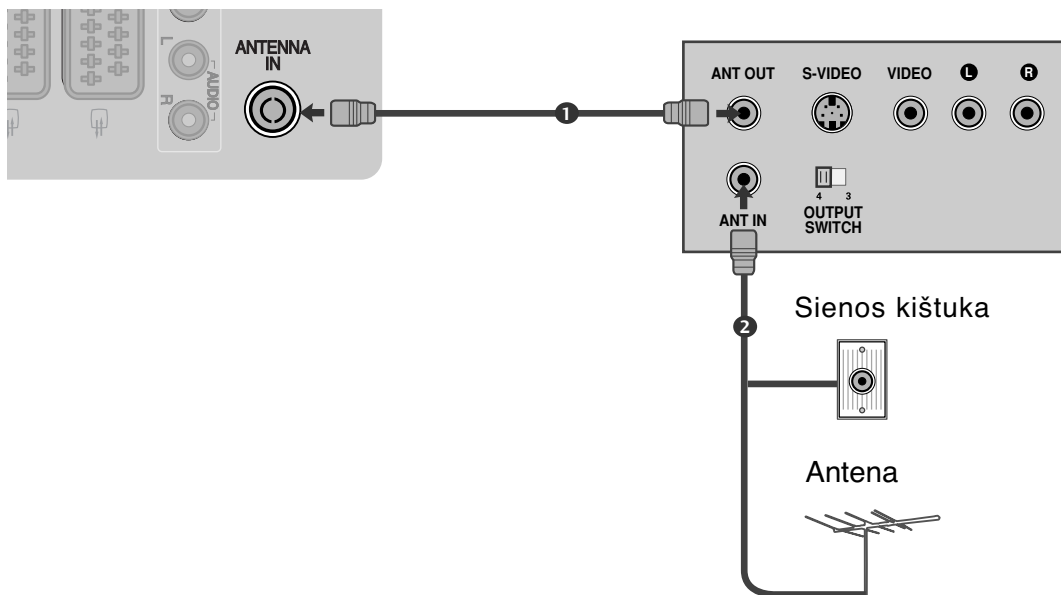 L
R
AUDIO
ANTENNA
IN
1
ANT OUT
S-VIDEO
VIDEO
L
R
ANT IN
4 3
OUTPUT
SWITCH
2
Sienos kištuka
Antena